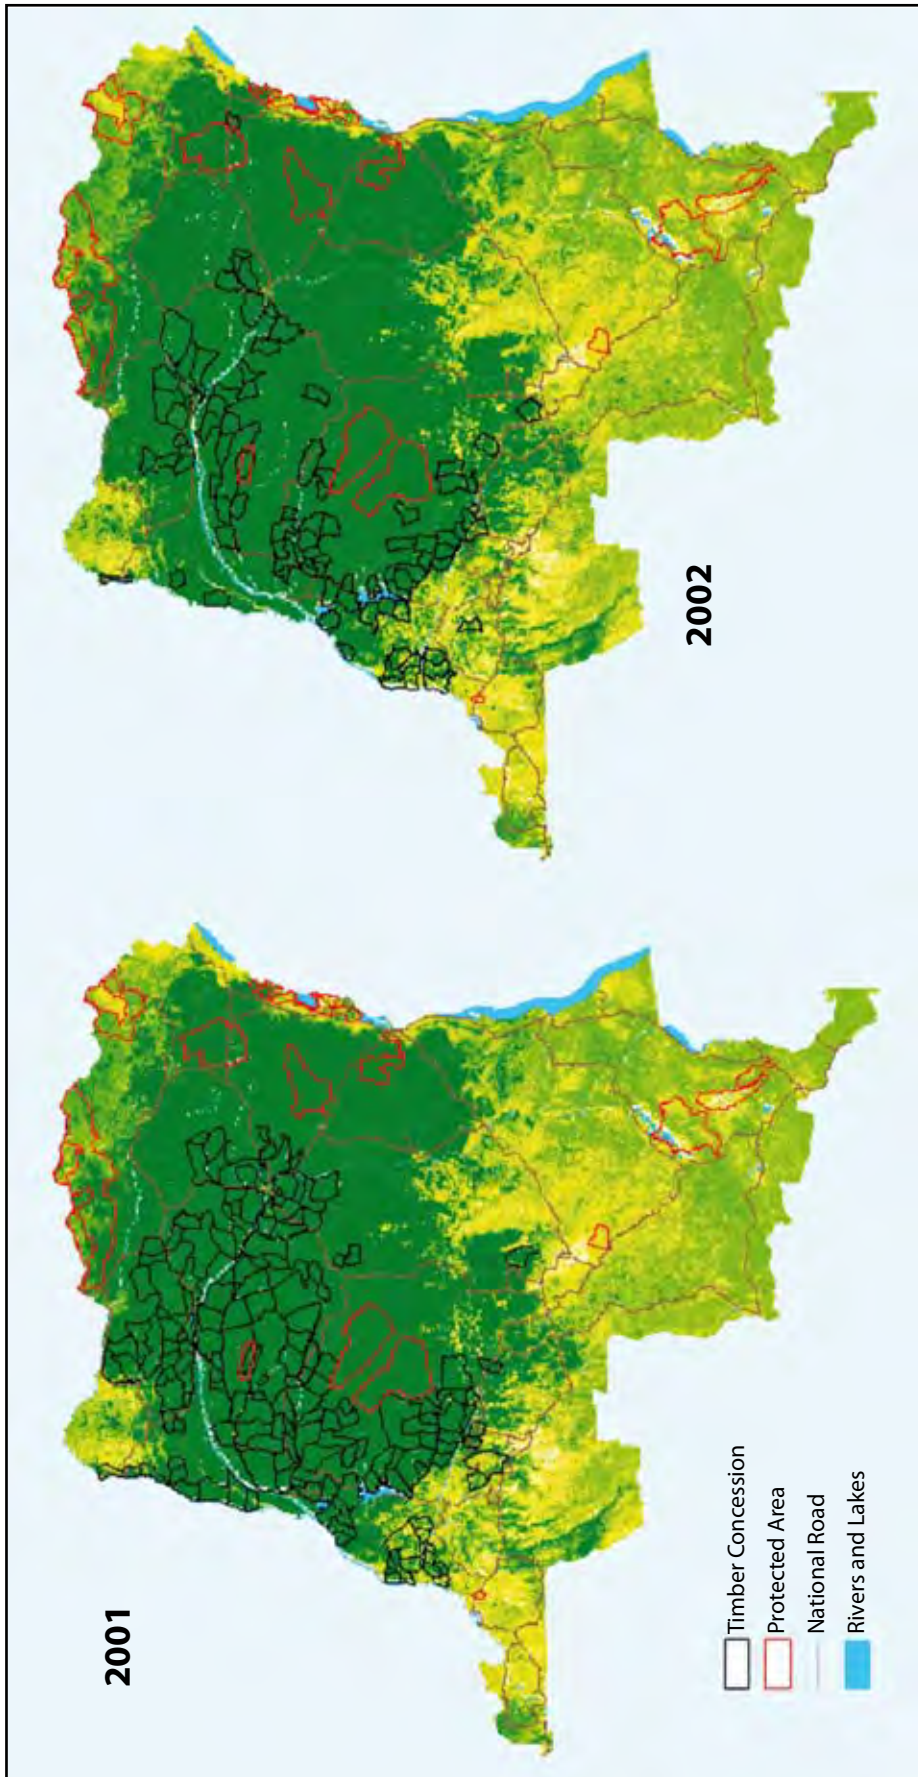 2001
2002
Timber Concession
Protected Area
National Road
Rivers and Lakes